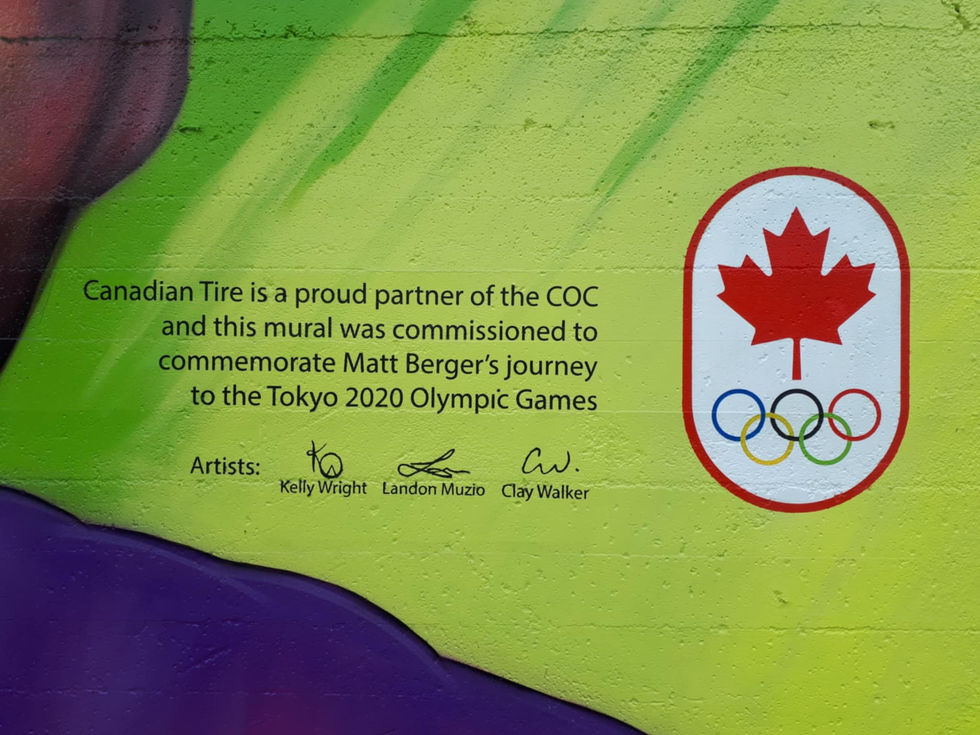 Canadian Tire is a proud partner of the COC
and this mural was commissioned to
commemorate Matt Berger's journey
to the Tokyo 2020 Olympic Games
Artists:
Kelly Wright Landon Muzio Clay Walker